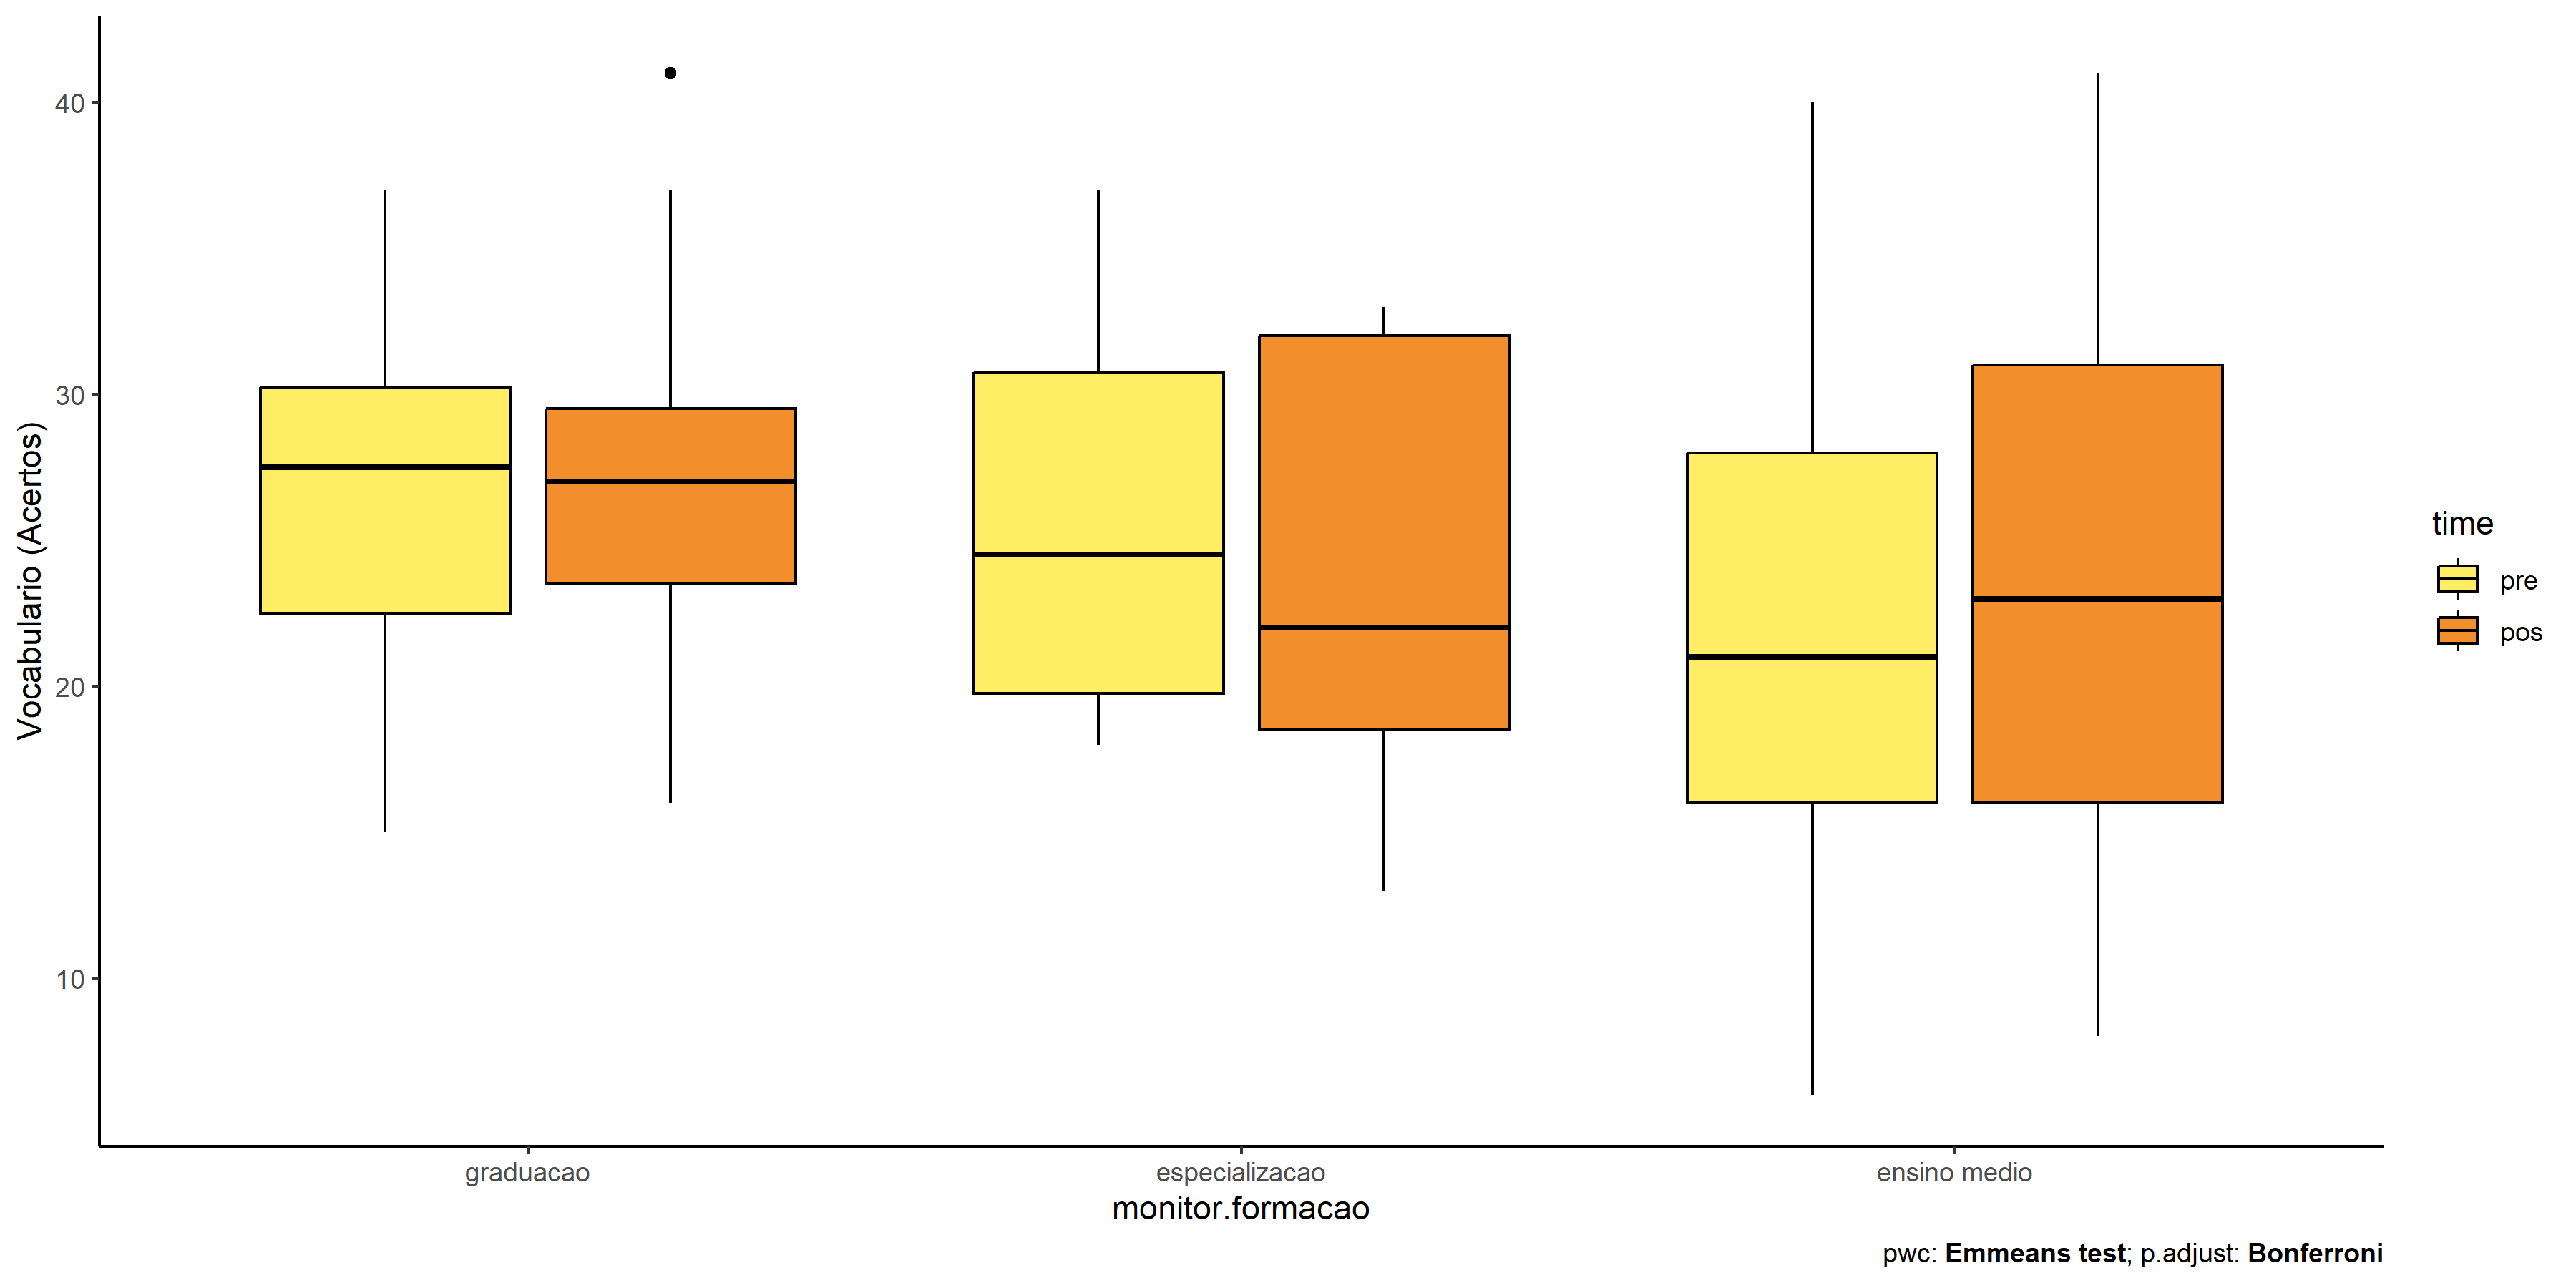 Vocabulario (Acertos)
40
30
20
10
graduacao
especializacao
ensino medio
monitor.formacao
time
pre
pos
pwc: Emmeans test; p.adjust: Bonferroni